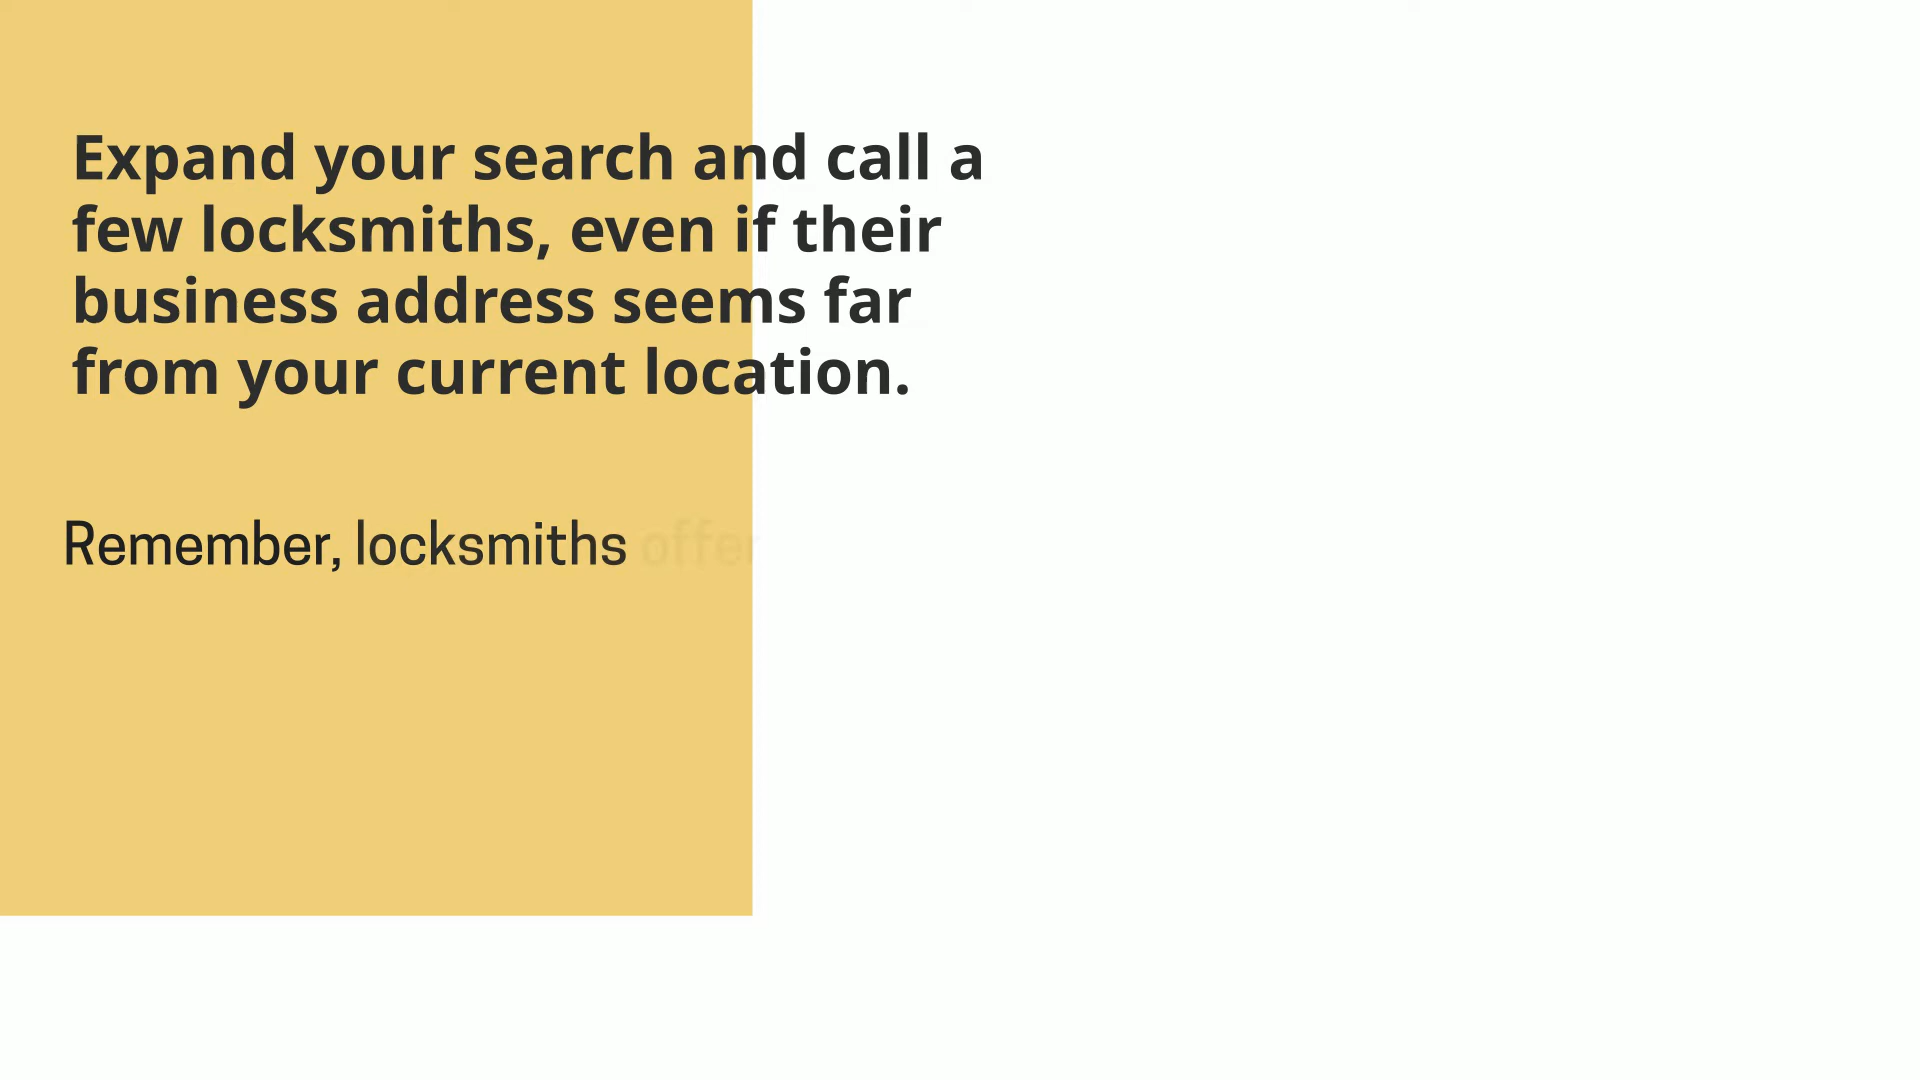 Expand your search and call a
few locksmiths, even if their
business address seems far
from your current location.
Remember, locksmiths offer